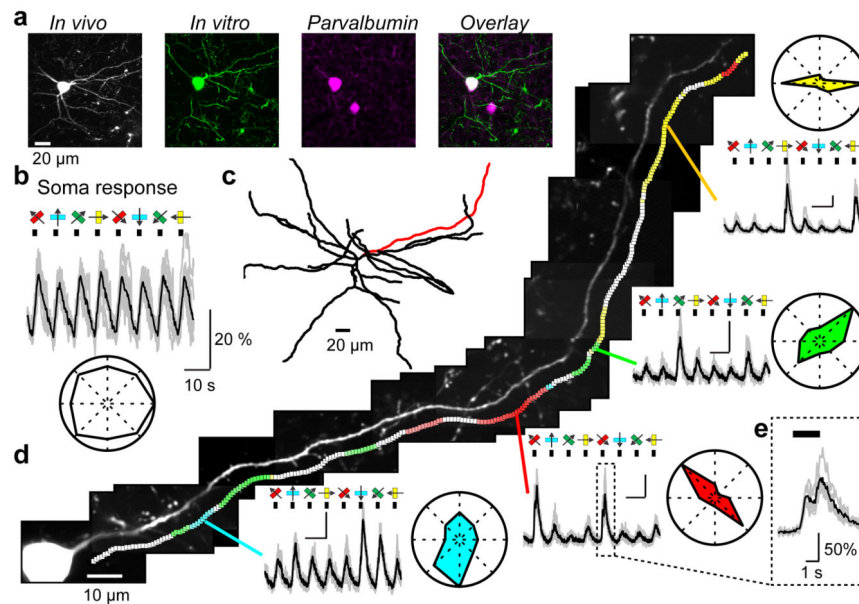 a
In vivo
In vitro
Parvalbumin
Overlay
20 µm
b
Soma response
20 %
10 s
c
20 µm
d
10 µm
e
50%
1 s